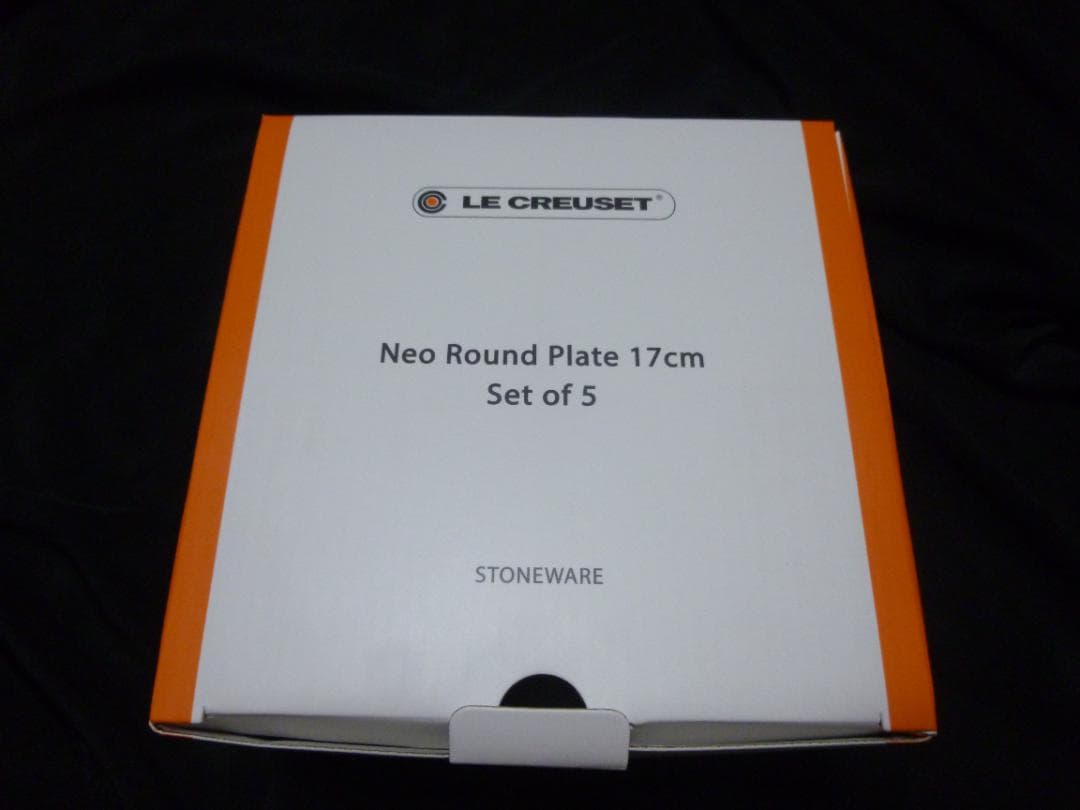 LE CREUSET®
Neo Round Plate 17cm
Set of 5
STONEWARE